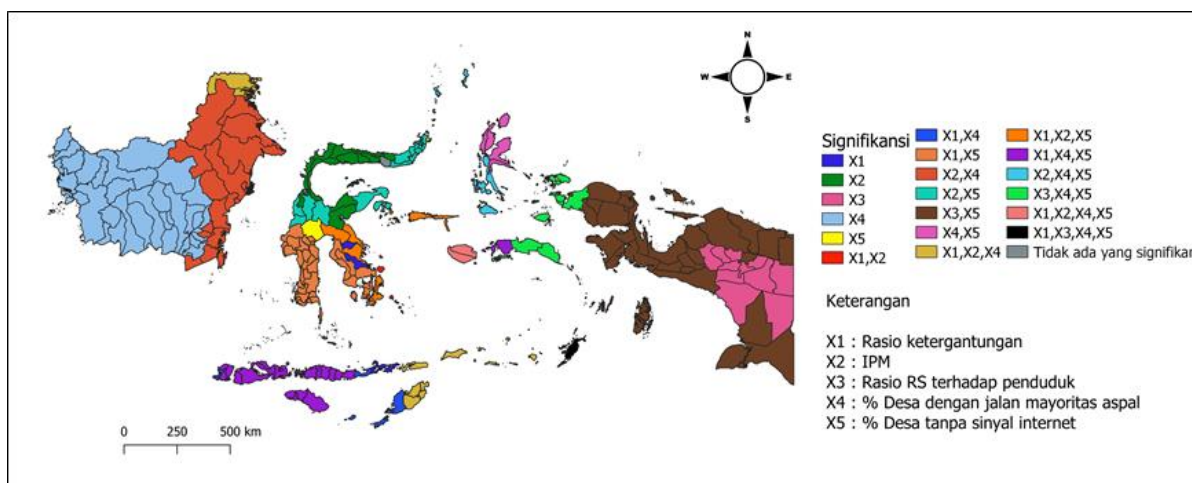 N
W E
S
Signifikansi
X1
X2
X3
X4
X5
X1,X2
X1,X4
X1,X5
X2,X4
X2,X5
X3,X5
X4,X5
X1,X2,X4
X1,X2,X5
X1,X4,X5
X2,X4,X5
X3,X4,X5
X1,X2,X4,X5
X1,X3,X4,X5
Tidak ada yang signifikan
Keterangan
X1 : Rasio ketergantungan
X2 : IPM
X3 : Rasio RS terhadap penduduk
X4 : % Desa dengan jalan mayoritas aspal
X5 : % Desa tanpa sinyal internet
0 250 500 km